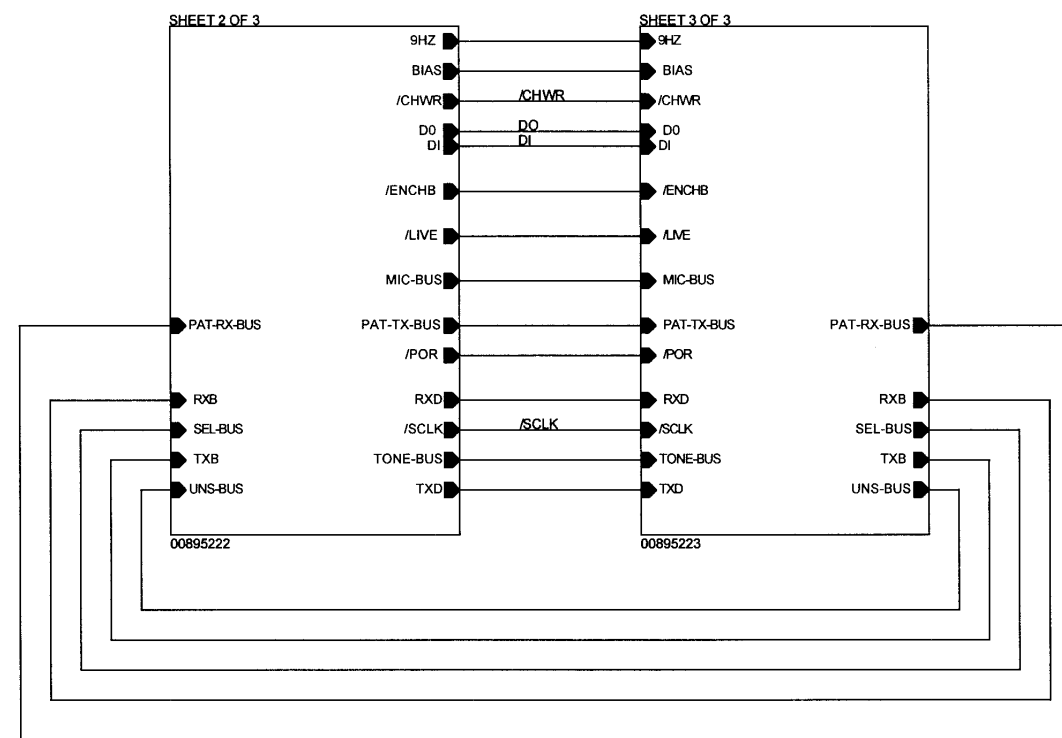 SHEET 2 OF 3 SHEET 3 OF 3
9HZ 9HZ
BIAS BIAS
/CHWR /CHWR /CHWR
D0 DO D0
DI DI DI
/ENCHB /ENCHB
/LIVE /LIVE
MIC-BUS MIC-BUS
PAT-RX-BUS PAT-TX-BUS PAT-TX-BUS PAT-RX-BUS
/POR /POR
RXB RXD RXD RXB
SEL-BUS /SCLK /SCLK /SCLK SEL-BUS
TXB TONE-BUS TONE-BUS TXB
UNS-BUS TXD TXD UNS-BUS
00895222 00895223